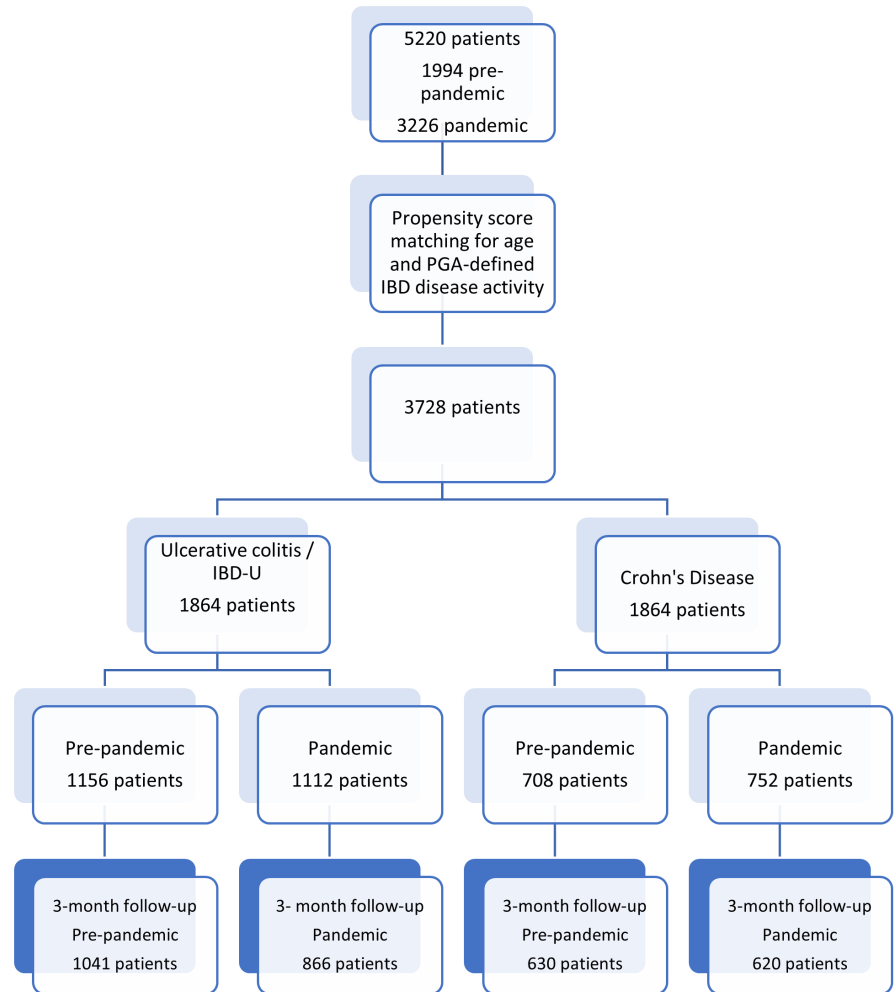 5220 patients
1994 pre-
pandemic
3226 pandemic
Propensity score
matching for age
and PGA-defined
IBD disease activity
3728 patients
Ulcerative colitis /
IBD-U
1864 patients
Crohn's Disease
1864 patients
Pre-pandemic
1156 patients
Pandemic
1112 patients
Pre-pandemic
708 patients
Pandemic
752 patients
3-month follow-up
Pre-pandemic
1041 patients
3- month follow-up
Pandemic
866 patients
3-month follow-up
Pre-pandemic
630 patients
3-month follow-up
Pandemic
620 patients